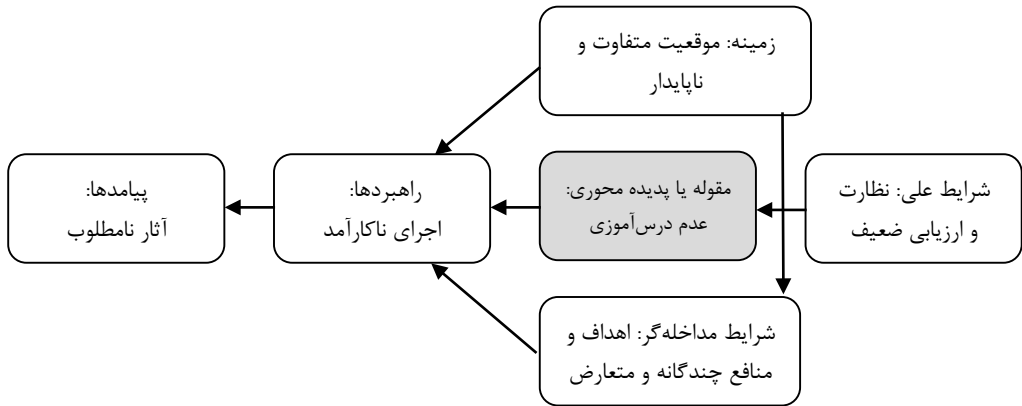 زمینه: موقعیت متفاوت و
ناپایدار
شرایط علی: نظارت
و ارزیابی ضعیف
مقوله یا پدیده محوری:
عدم درس‌آموزی
راهبردها:
اجرای ناکارآمد
پیامدها:
آثار نامطلوب
شرایط مداخله‌گر: اهداف و
منافع چندگانه و متعارض